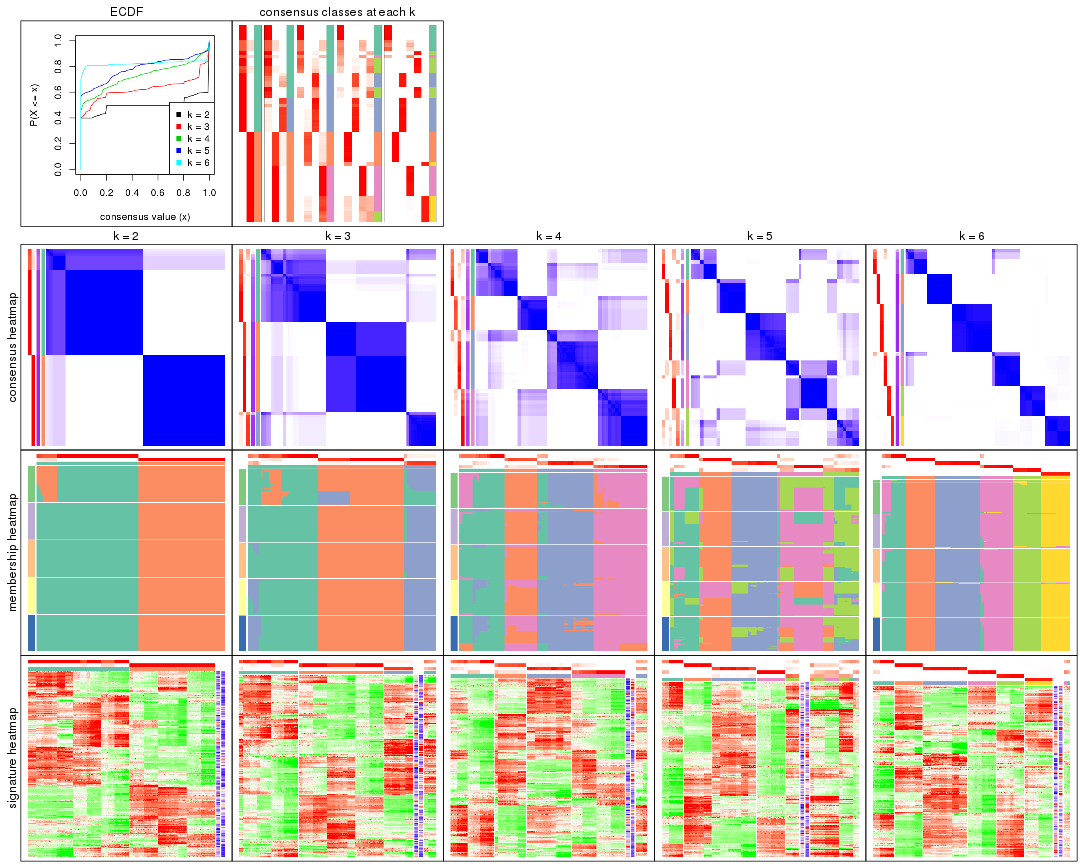 ECDF
consensus classes at each k
P(X <= x)
0.0 0.2 0.4 0.6 0.8 1.0
k = 2
k = 3
k = 4
k = 5
k = 6
0.0 0.2 0.4 0.6 0.8 1.0
consensus value (x)
k = 2 k = 3 k = 4 k = 5 k = 6
consensus heatmap
membership heatmap
signature heatmap